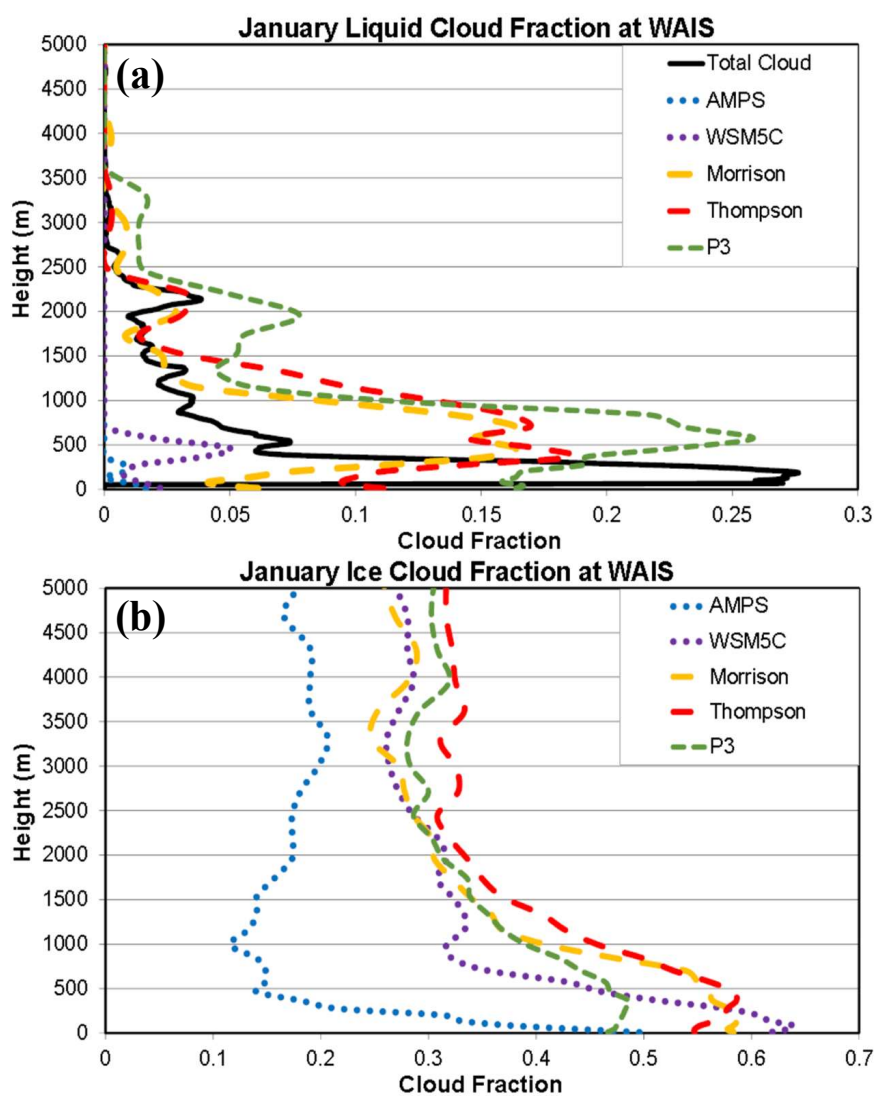 January Liquid Cloud Fraction at WAIS
(a)
5000
4500
4000
3500
3000
2500
2000
1500
1000
500
0
Height (m)
Total Cloud
AMPS
WSM5C
Morrison
Thompson
P3
0 0.05 0.1 0.15 0.2 0.25 0.3
Cloud Fraction
January Ice Cloud Fraction at WAIS
(b)
5000
4500
4000
3500
3000
2500
2000
1500
1000
500
0
Height (m)
AMPS
WSM5C
Morrison
Thompson
P3
0 0.1 0.2 0.3 0.4 0.5 0.6 0.7
Cloud Fraction